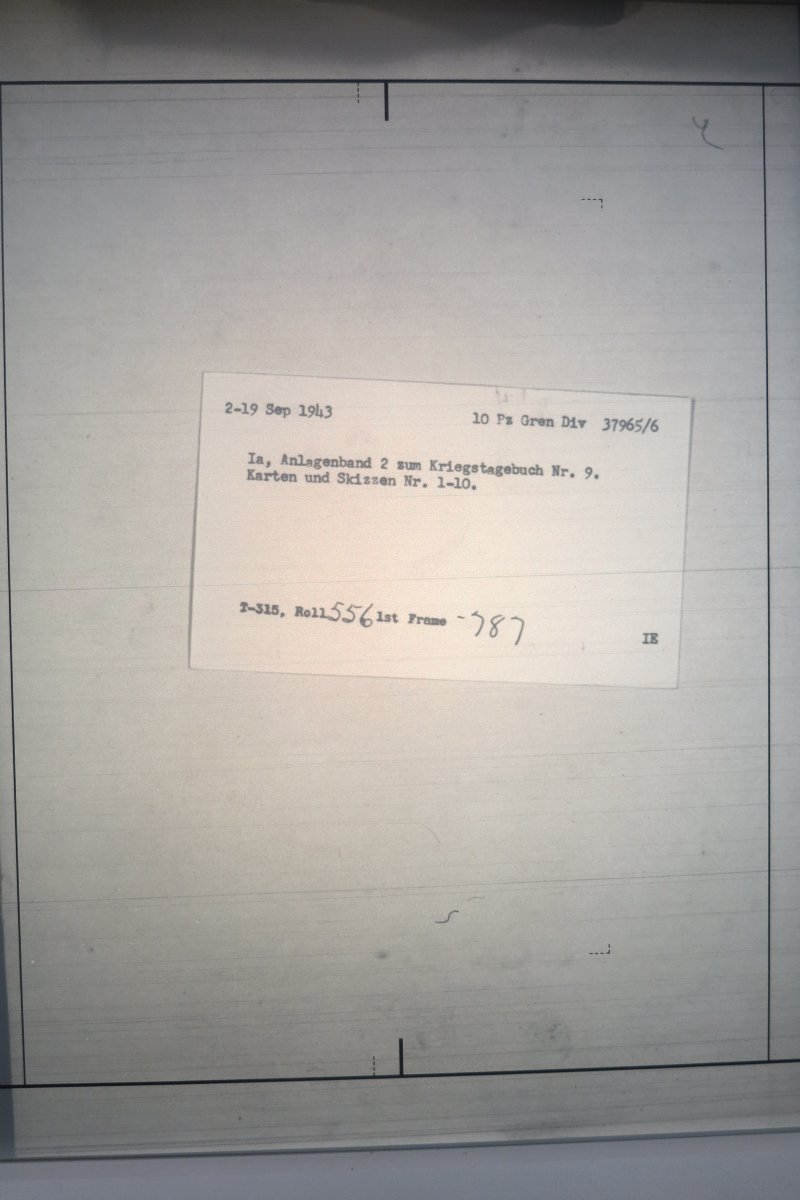 2-19 Sep 1943
10 Pz Gren Div 37965/6
Ia, Anlagenband 2 zum Kriegstagebuch Nr. 9.
Karten und Skizzen Nr. 1-10.
T-315, Roll 556 1st Frame - 787
IE